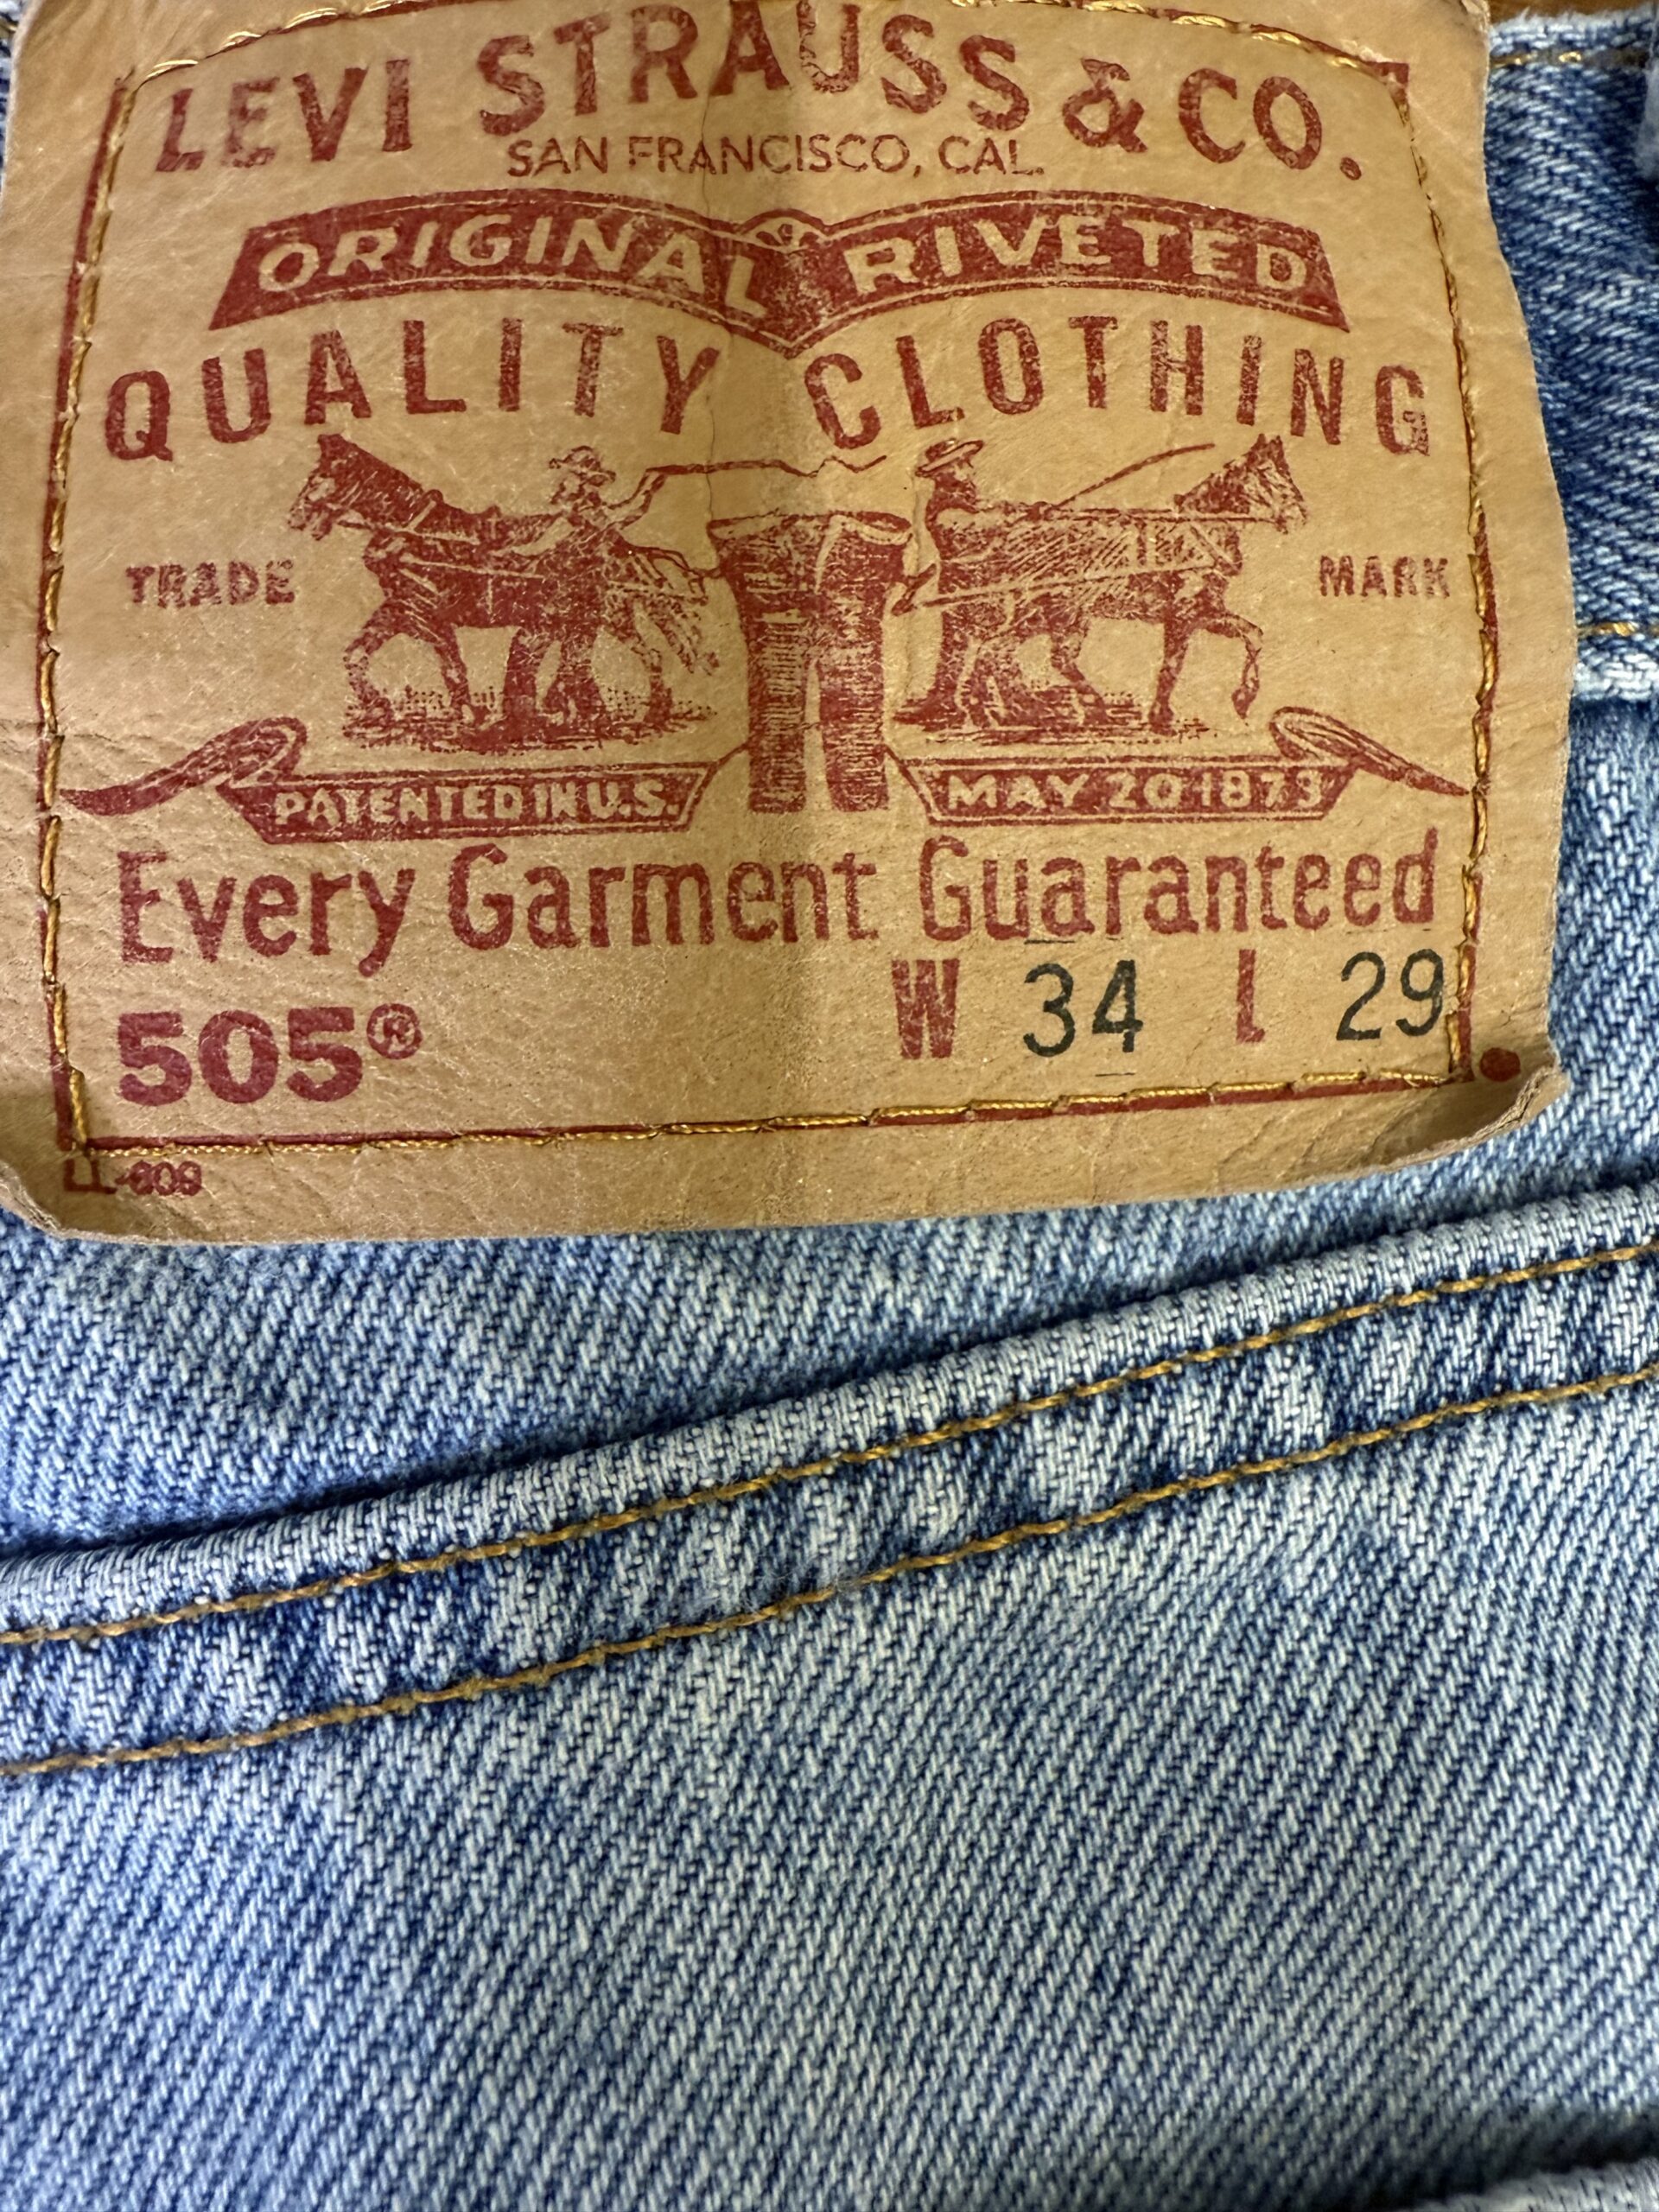 LEVI STRAUSS & CO.
SAN FRANCISCO, CAL.
ORIGINAL RIVETED
QUALITY CLOTHING
TRADE MARK
PATENTED IN U.S. MAY 20 1873
Every Garment Guaranteed
505® W 34 L 29